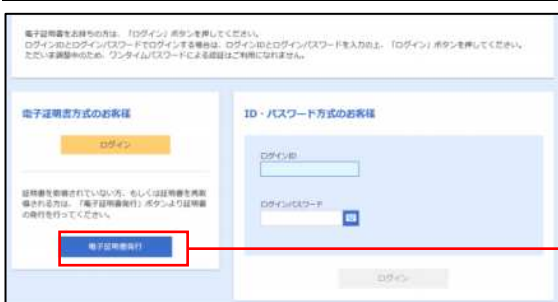 電子証明書をお持ちの方は、「ログイン」ボタンを押してください。
ログインIDとログインパスワードでログインする場合は、ログインIDとログインパスワードを入力の上、「ログイン」ボタンを押してください。
ただいま調整中のため、ワンタイムパスワードによる認証はご利用になれません。
電子証明書方式のお客様
ログイン
証明書を取得されていない方、もしくは証明書を再取
得される方は、「電子証明書発行」ボタンより証明書
の発行を行ってください。
電子証明書発行
ID・パスワード方式のお客様
ログインID
ログインパスワード
ログイン